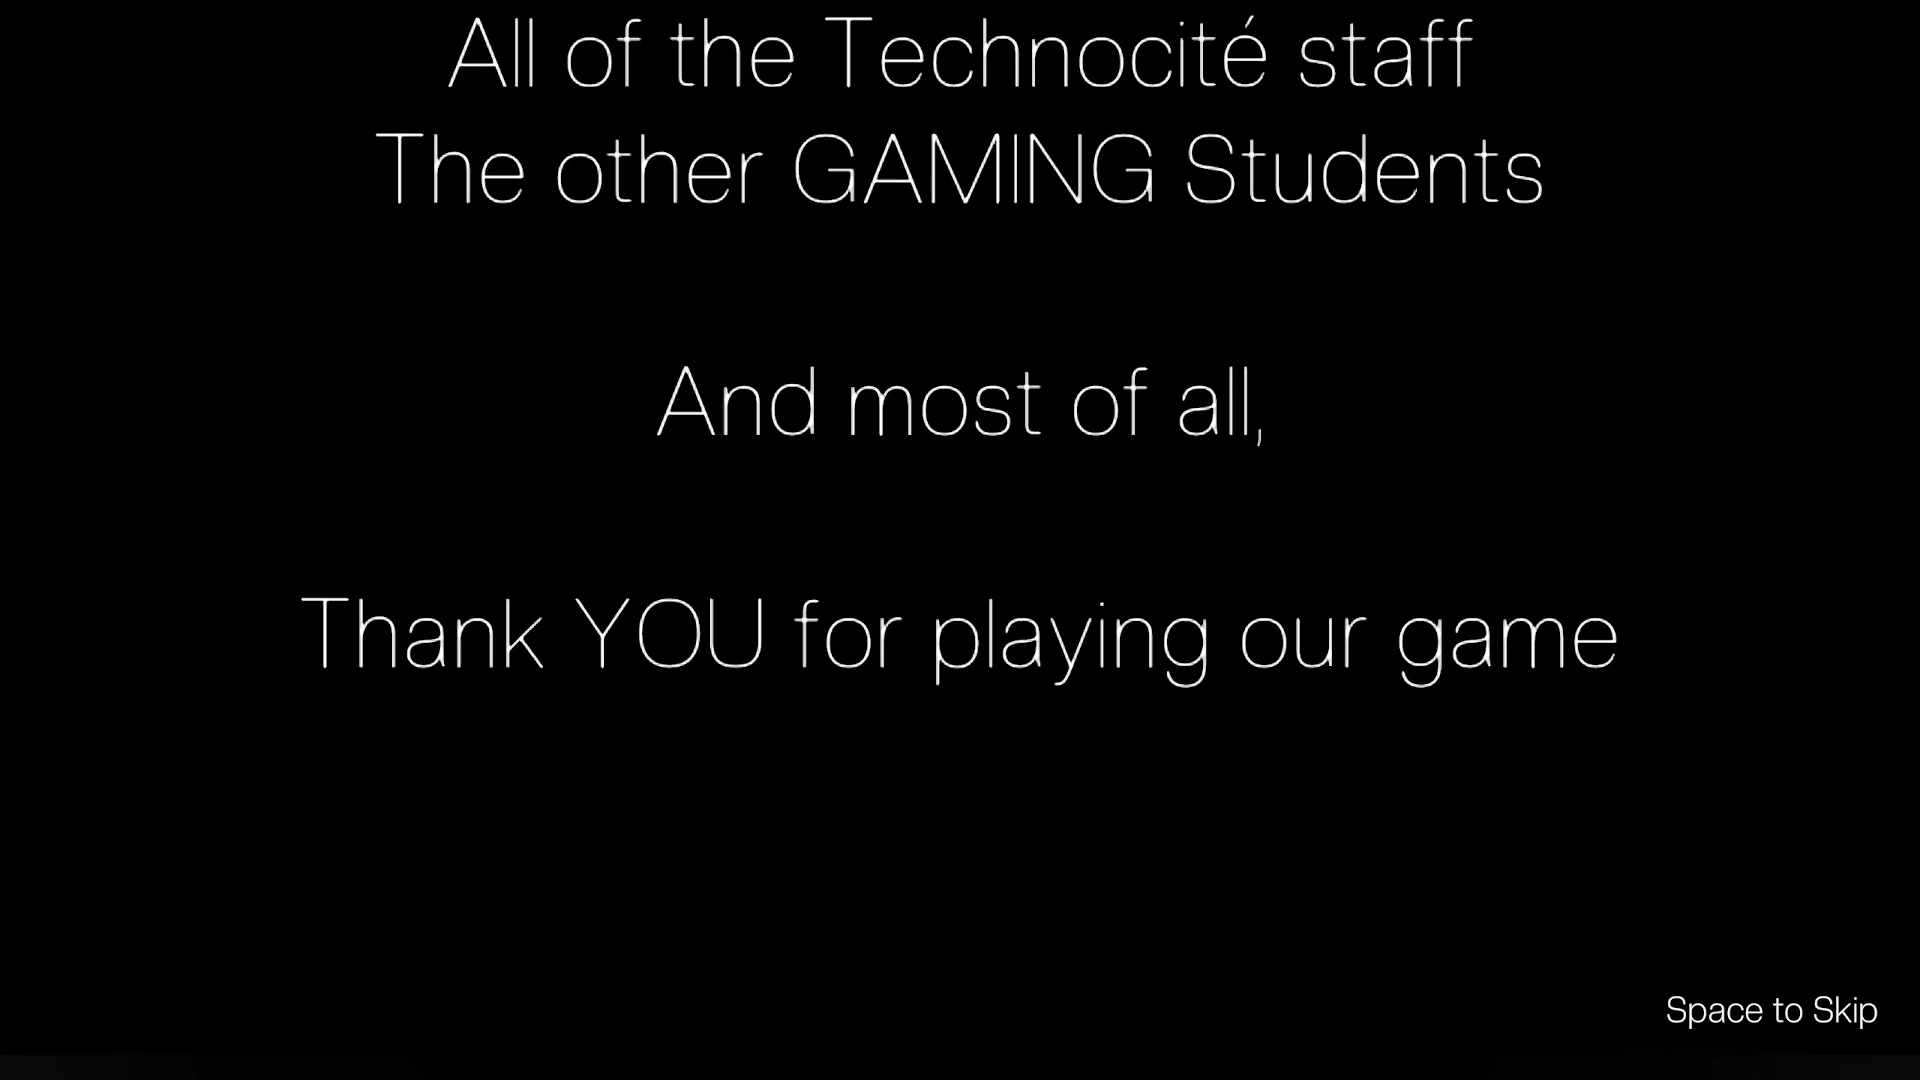 All of the Technocité staff
The other GAMING Students
And most of all,
Thank YOU for playing our game
Space to Skip